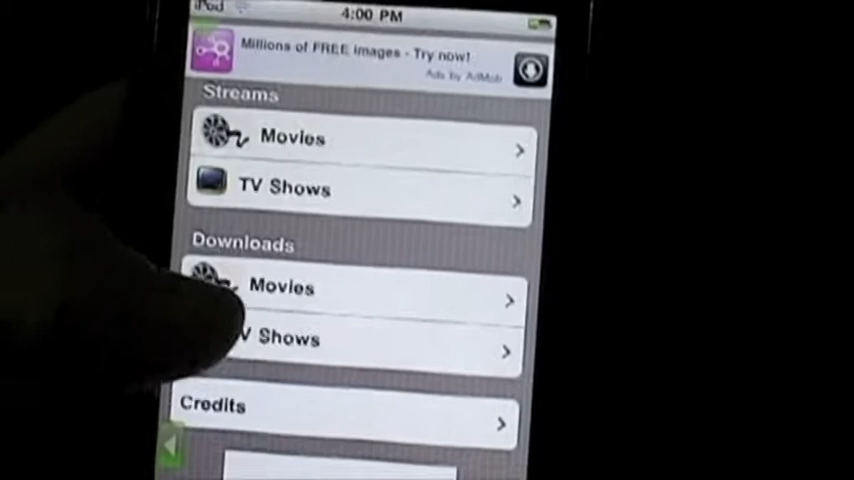 iPod
4:00 PM
Millions of FREE images - Try now!
Ads by AdMob
Streams
Movies
TV Shows
Downloads
Movies
V Shows
Credits